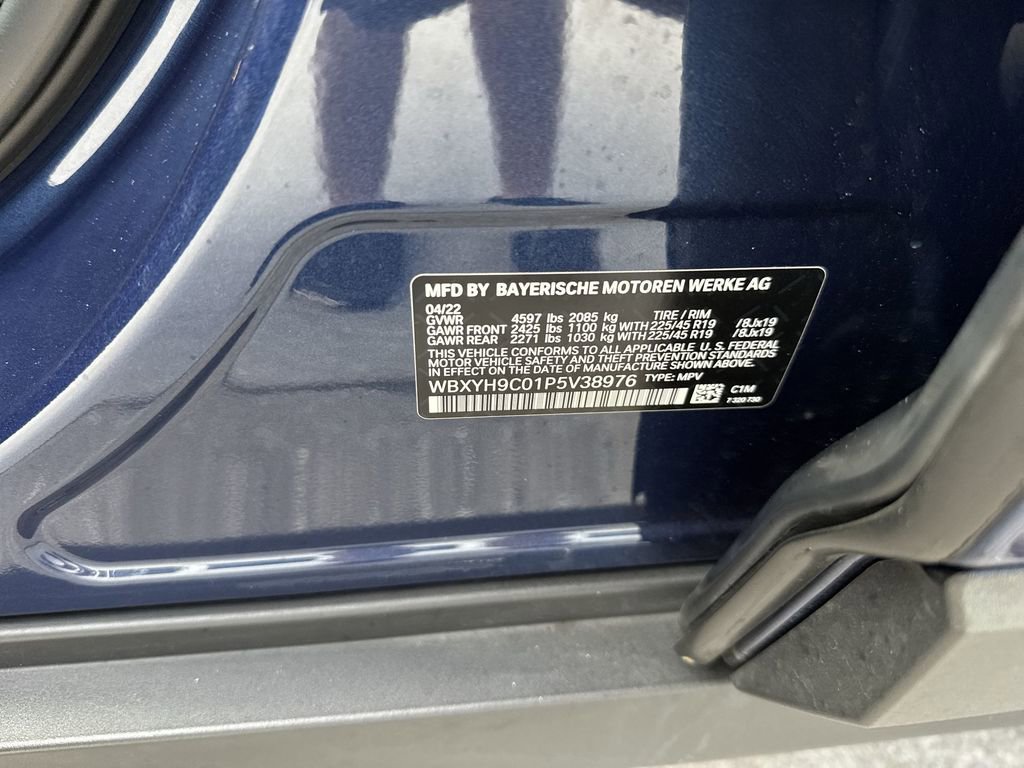 MFD BY BAYERISCHE MOTOREN WERKE AG
04/22
GVWR 4597 lbs 2085 kg TIRE / RIM
GAWR FRONT 2425 lbs 1100 kg WITH 225/45 R19 /8Jx19
GAWR REAR 2271 lbs 1030 kg WITH 225/45 R19 /8Jx19
THIS VEHICLE CONFORMS TO ALL APPLICABLE U.S. FEDERAL
MOTOR VEHICLE SAFETY AND THEFT PREVENTION STANDARDS
IN EFFECT ON THE DATE OF MANUFACTURE SHOWN ABOVE.
WBXYH9C01P5V38976 TYPE: MPV
C1M
7 320 730